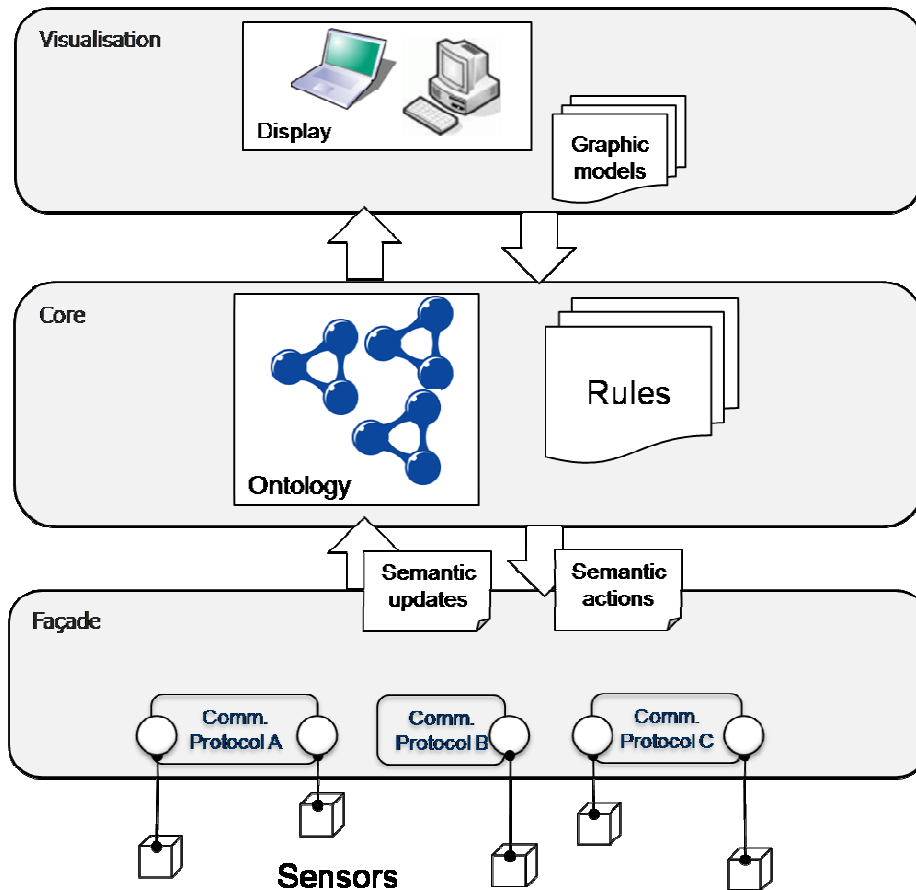 Visualisation
Display
Graphic
models
Core
Ontology
Rules
Semantic
updates
Semantic
actions
Façade
Comm.
Protocol A
Comm.
Protocol B
Comm.
Protocol C
Sensors